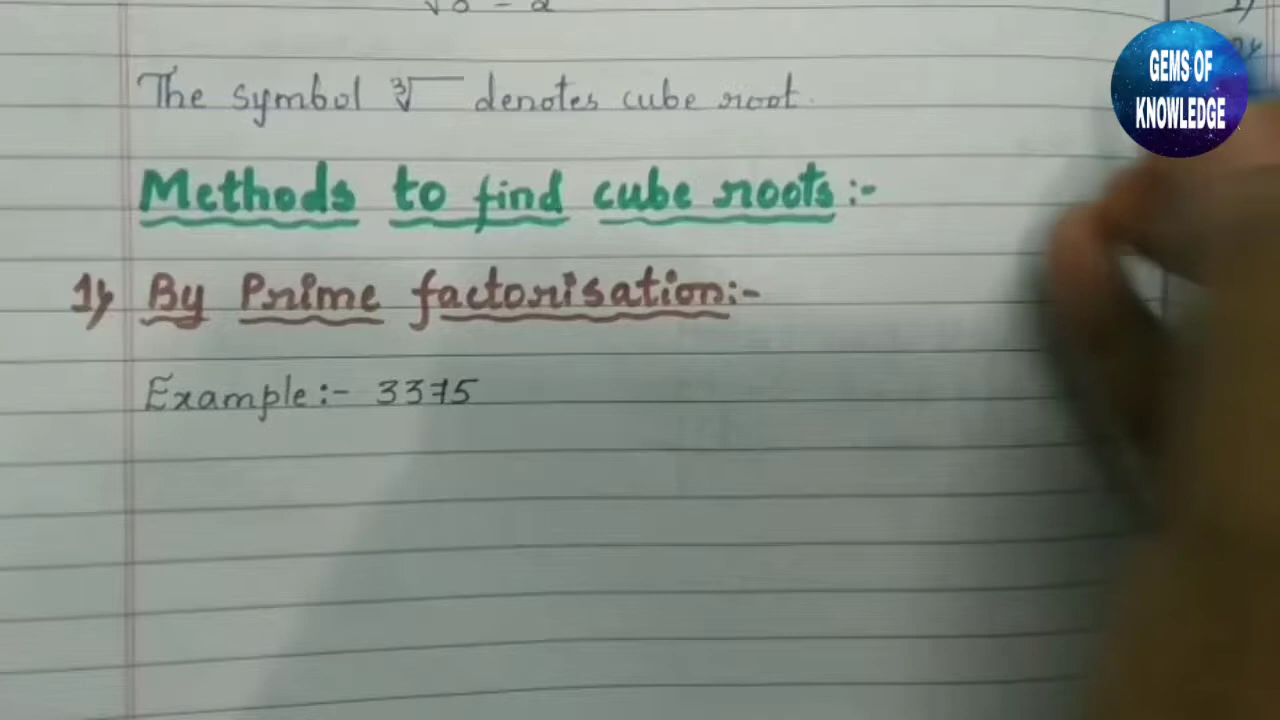 The symbol ∛ denotes cube root.
Methods to find cube roots:-
1) By Prime factorisation:-
Example:- 3375
GEMS OF
KNOWLEDGE